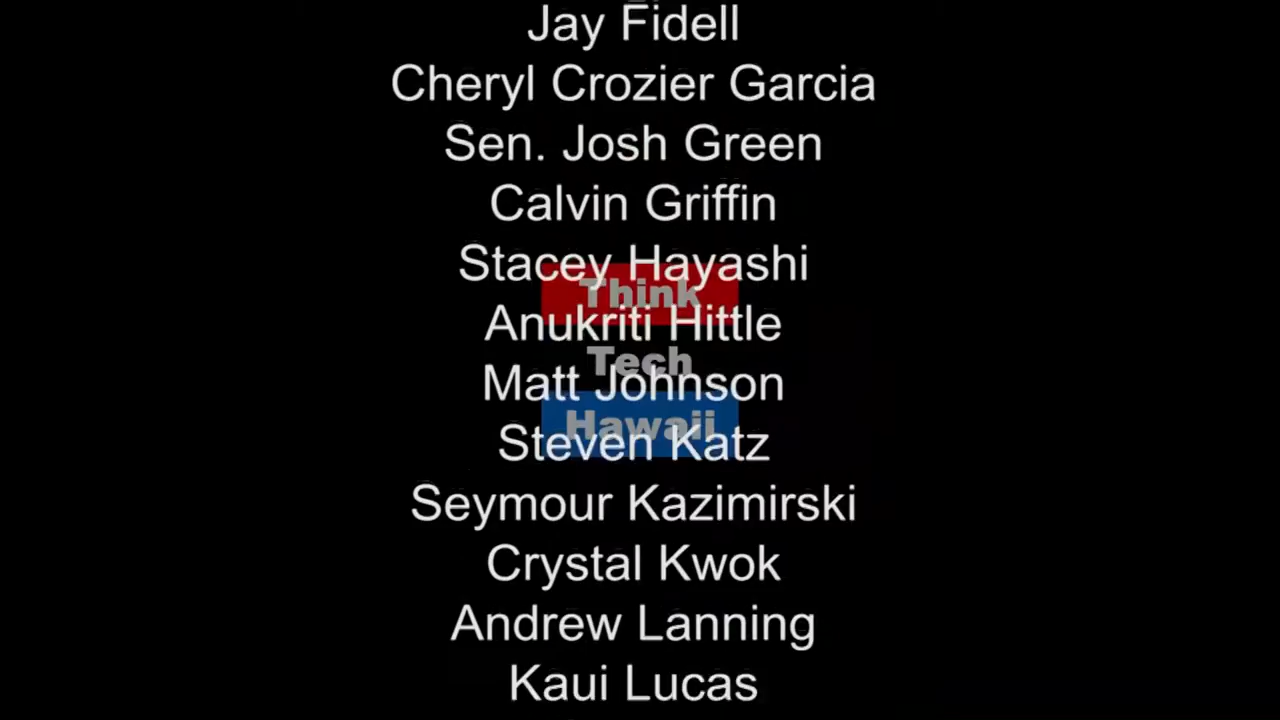 Jay Fidell
Cheryl Crozier Garcia
Sen. Josh Green
Calvin Griffin
Stacey Hayashi
Think
Anukriti Hittle
Tech
Matt Johnson
Hawaii
Steven Katz
Seymour Kazimirski
Crystal Kwok
Andrew Lanning
Kaui Lucas